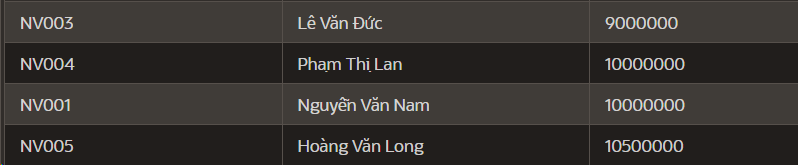 NV003 Lê Văn Đức 9000000
NV004 Phạm Thị Lan 10000000
NV001 Nguyễn Văn Nam 10000000
NV005 Hoàng Văn Long 10500000